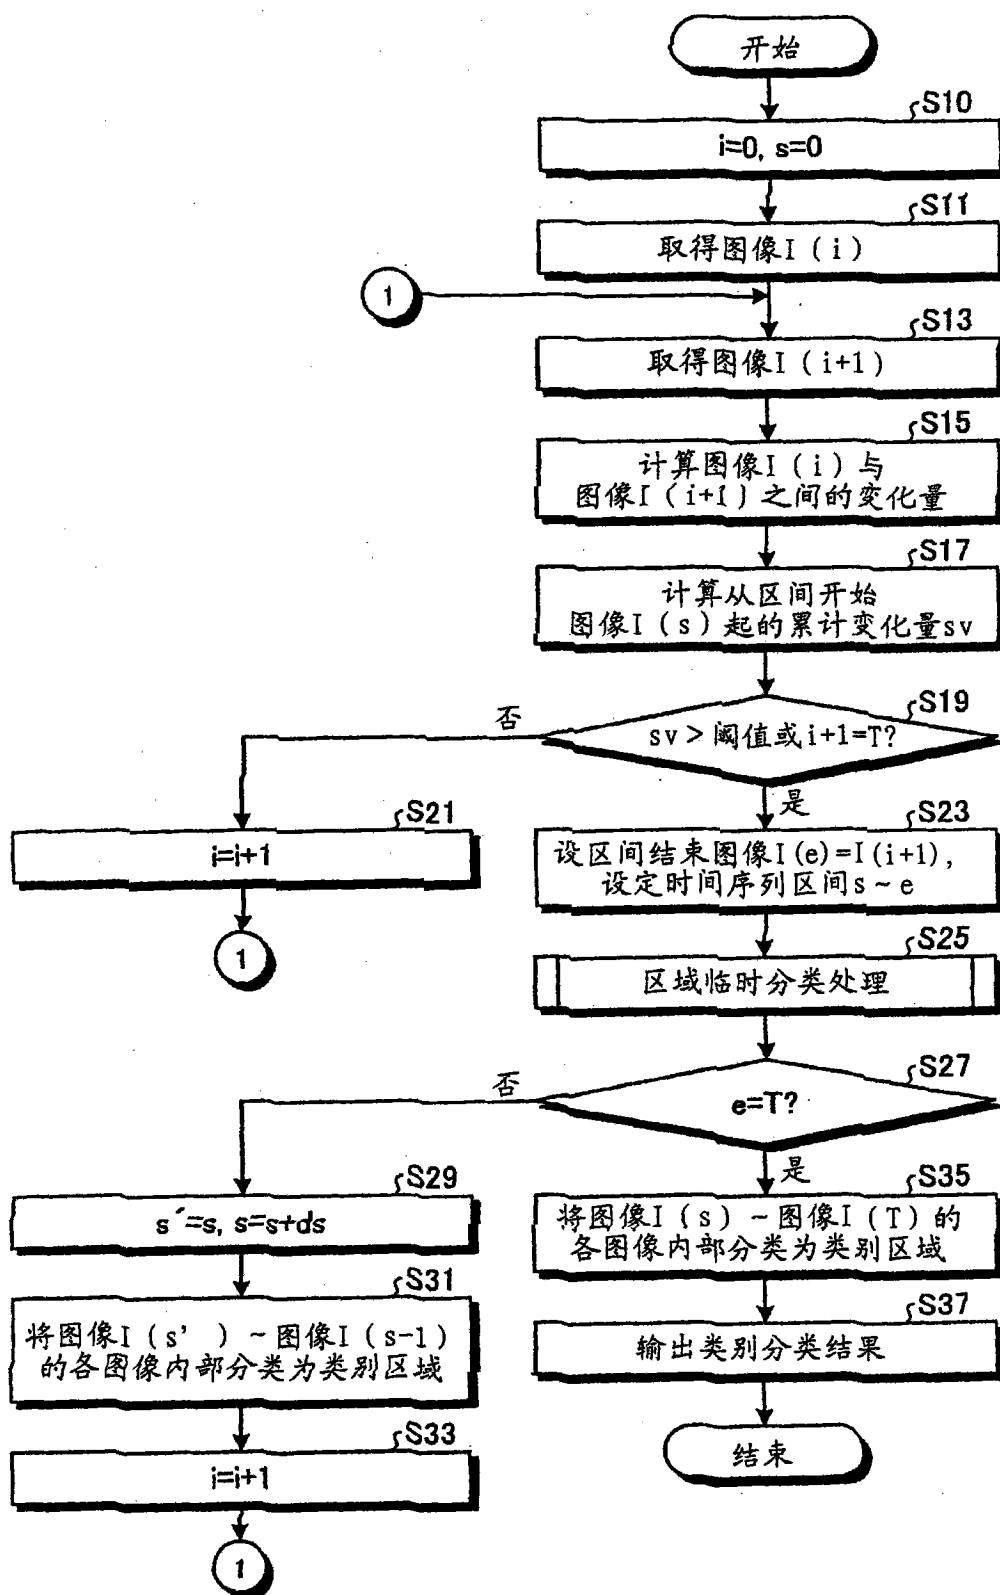 开始
S10
i=0, s=0
S11
取得图像I(i)
1
S13
取得图像I(i+1)
S15
计算图像I(i)与
图像I(i+1)之间的变化量
S17
计算从区间开始
图像I(s)起的累计变化量sv
S19
sv>阈值或i+1=T?
否
是
S21
i=i+1
1
S23
设区间结束图像I(e)=I(i+1),
设定时间序列区间s~e
S25
区域临时分类处理
S27
e=T?
否
是
S29
s´=s, s=s+ds
S31
将图像I(s')~图像I(s-1)
的各图像内部分类为类别区域
S33
i=i+1
1
S35
将图像I(s)~图像I(T)的
各图像内部分类为类别区域
S37
输出类别分类结果
结束